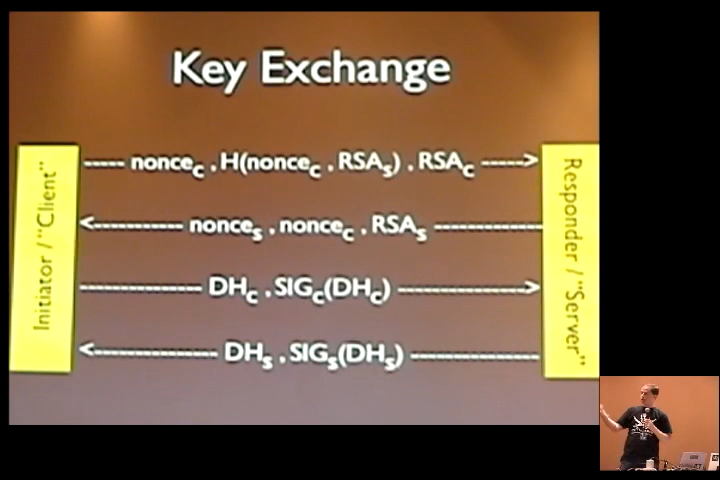 Key Exchange
Initiator / "Client"
----- nonce_c , H(nonce_c , RSA_s) , RSA_c ----->
<----------- nonce_s , nonce_c , RSA_s ------------
-------------- DH_c , SIG_c(DH_c) --------------->
<--------------- DH_s , SIG_s(DH_s) --------------
Responder / "Server"